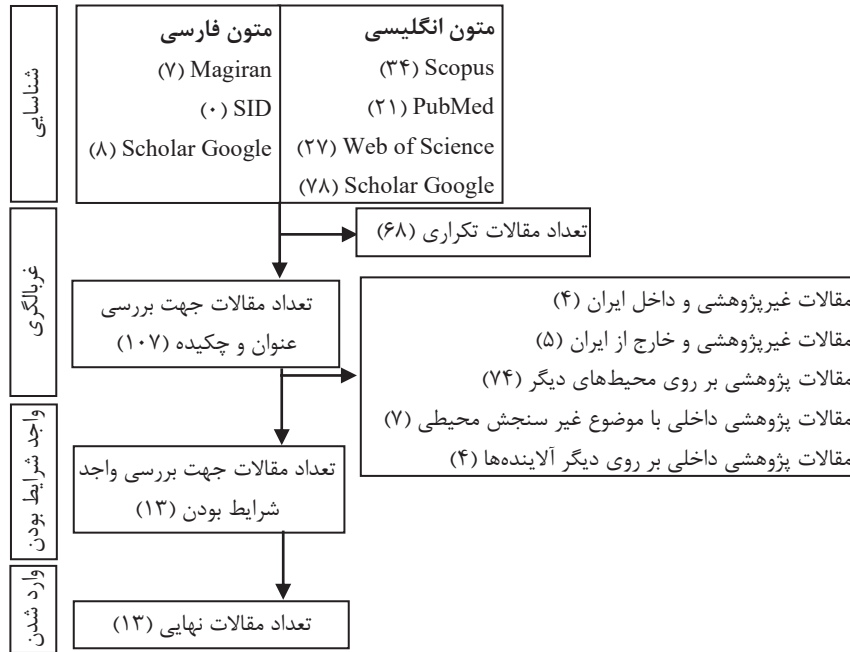 شناسایی
متون انگلیسی
Scopus (۳۴)
PubMed (۲۱)
Web of Science (۲۷)
Scholar Google (۷۸)
متون فارسی
Magiran (۷)
SID (۰)
Scholar Google (۸)
تعداد مقالات تکراری (۶۸)
غربالگری
تعداد مقالات جهت بررسی
عنوان و چکیده (۱۰۷)
مقالات غیرپژوهشی و داخل ایران (۴)
مقالات غیرپژوهشی و خارج از ایران (۵)
مقالات پژوهشی بر روی محیط‌های دیگر (۷۴)
مقالات پژوهشی داخلی با موضوع غیر سنجش محیطی (۷)
مقالات پژوهشی داخلی بر روی دیگر آلاینده‌ها (۴)
واجد شرایط بودن
تعداد مقالات جهت بررسی واجد
شرایط بودن (۱۳)
وارد شدن
تعداد مقالات نهایی (۱۳)